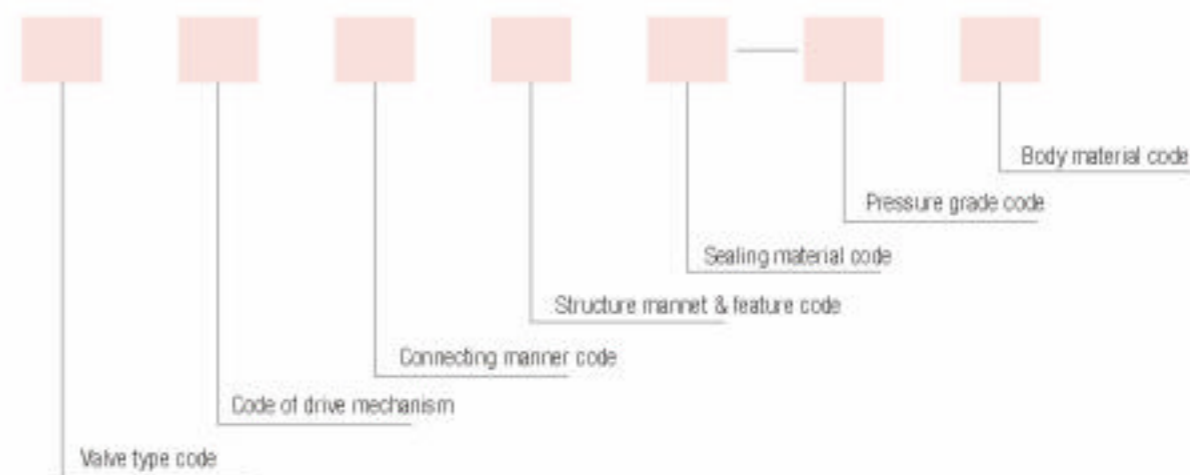 Body material code
Pressure grade code
Sealing material code
Structure mannet & feature code
Connecting manner code
Code of drive mechanism
Valve type code